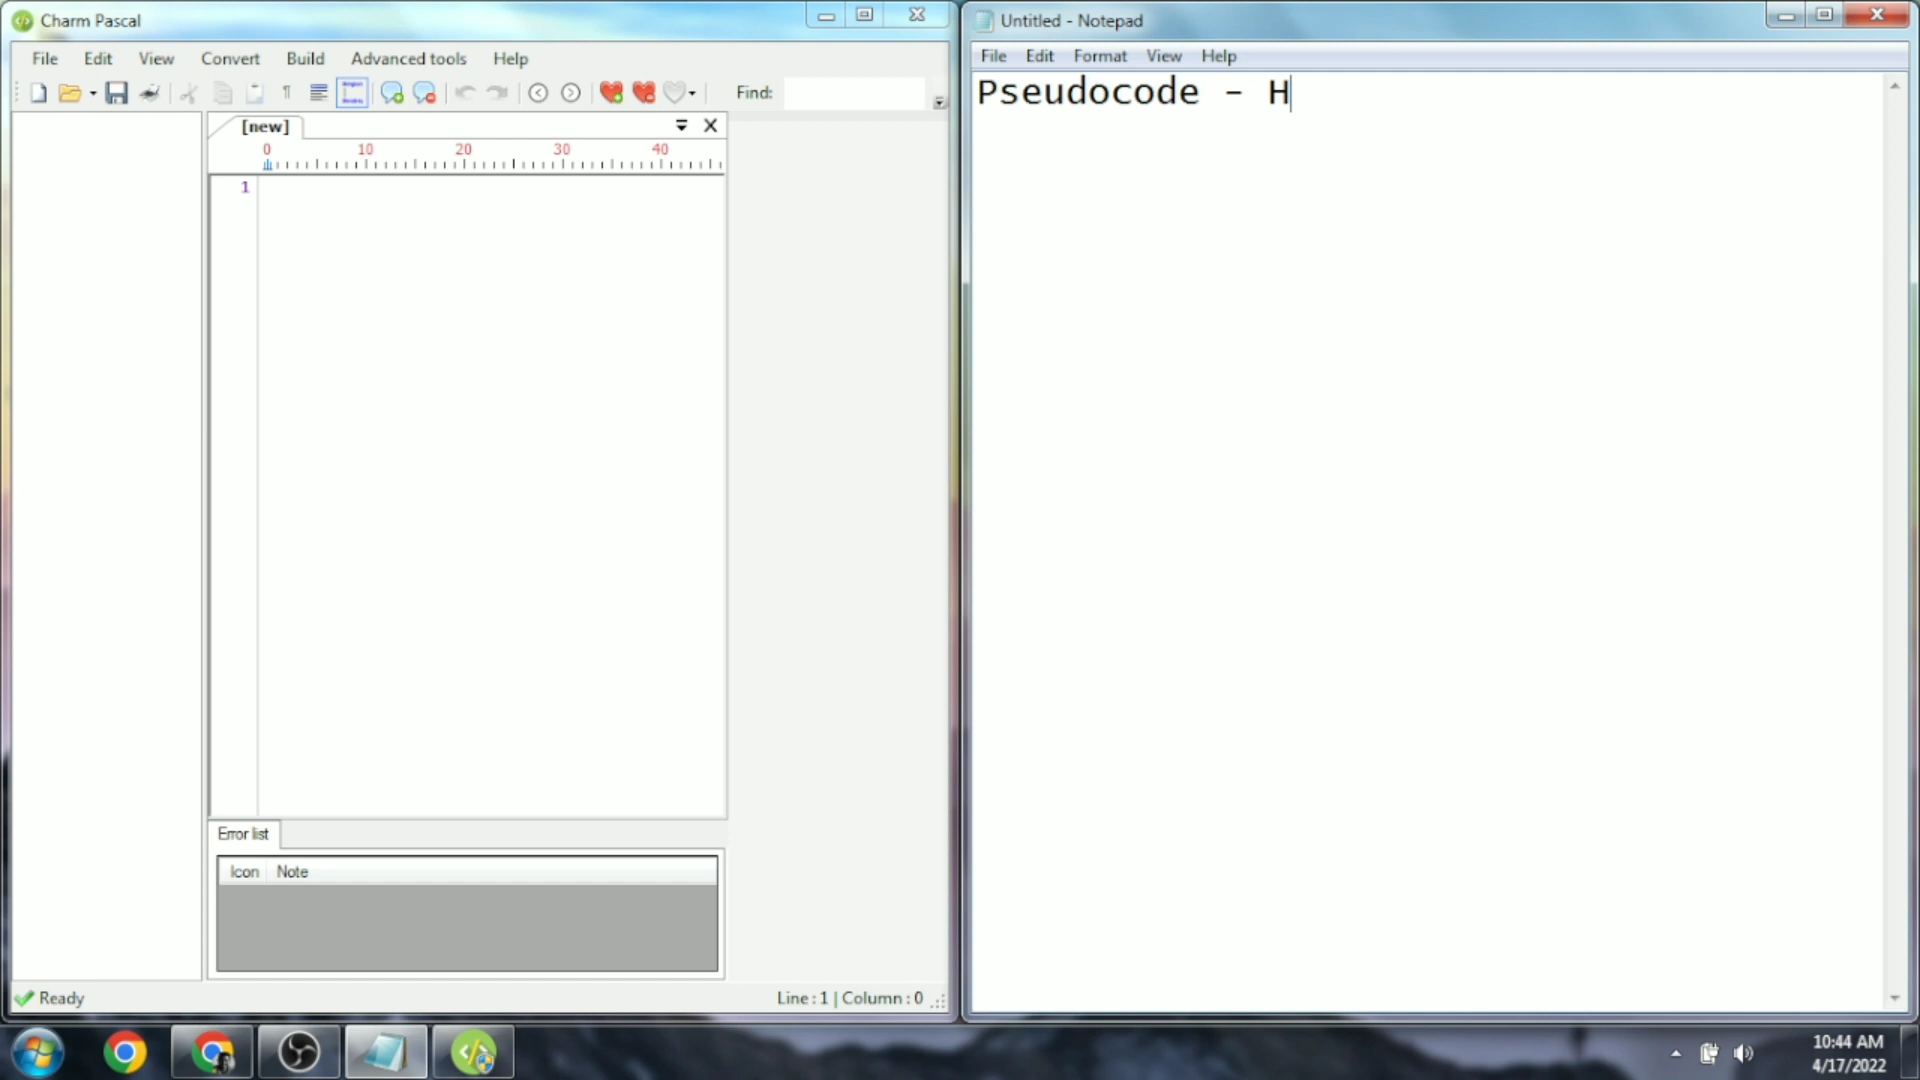 Charm Pascal
File Edit View Convert Build Advanced tools Help
Find:
[new]
0 10 20 30 40
1
Error list
Icon Note
Ready
Line : 1 | Column : 0
Untitled - Notepad
File Edit Format View Help
Pseudocode - H
10:44 AM
4/17/2022